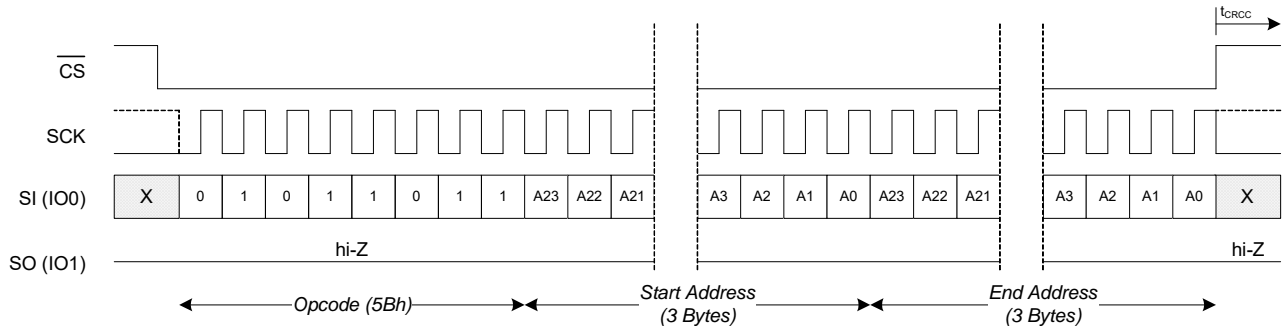 tCRCC
CS
SCK
SI (IO0) X 0 1 0 1 1 0 1 1 A23 A22 A21 A3 A2 A1 A0 A23 A22 A21 A3 A2 A1 A0 X
hi-Z hi-Z
SO (IO1)
Opcode (5Bh) Start Address End Address
(3 Bytes) (3 Bytes)